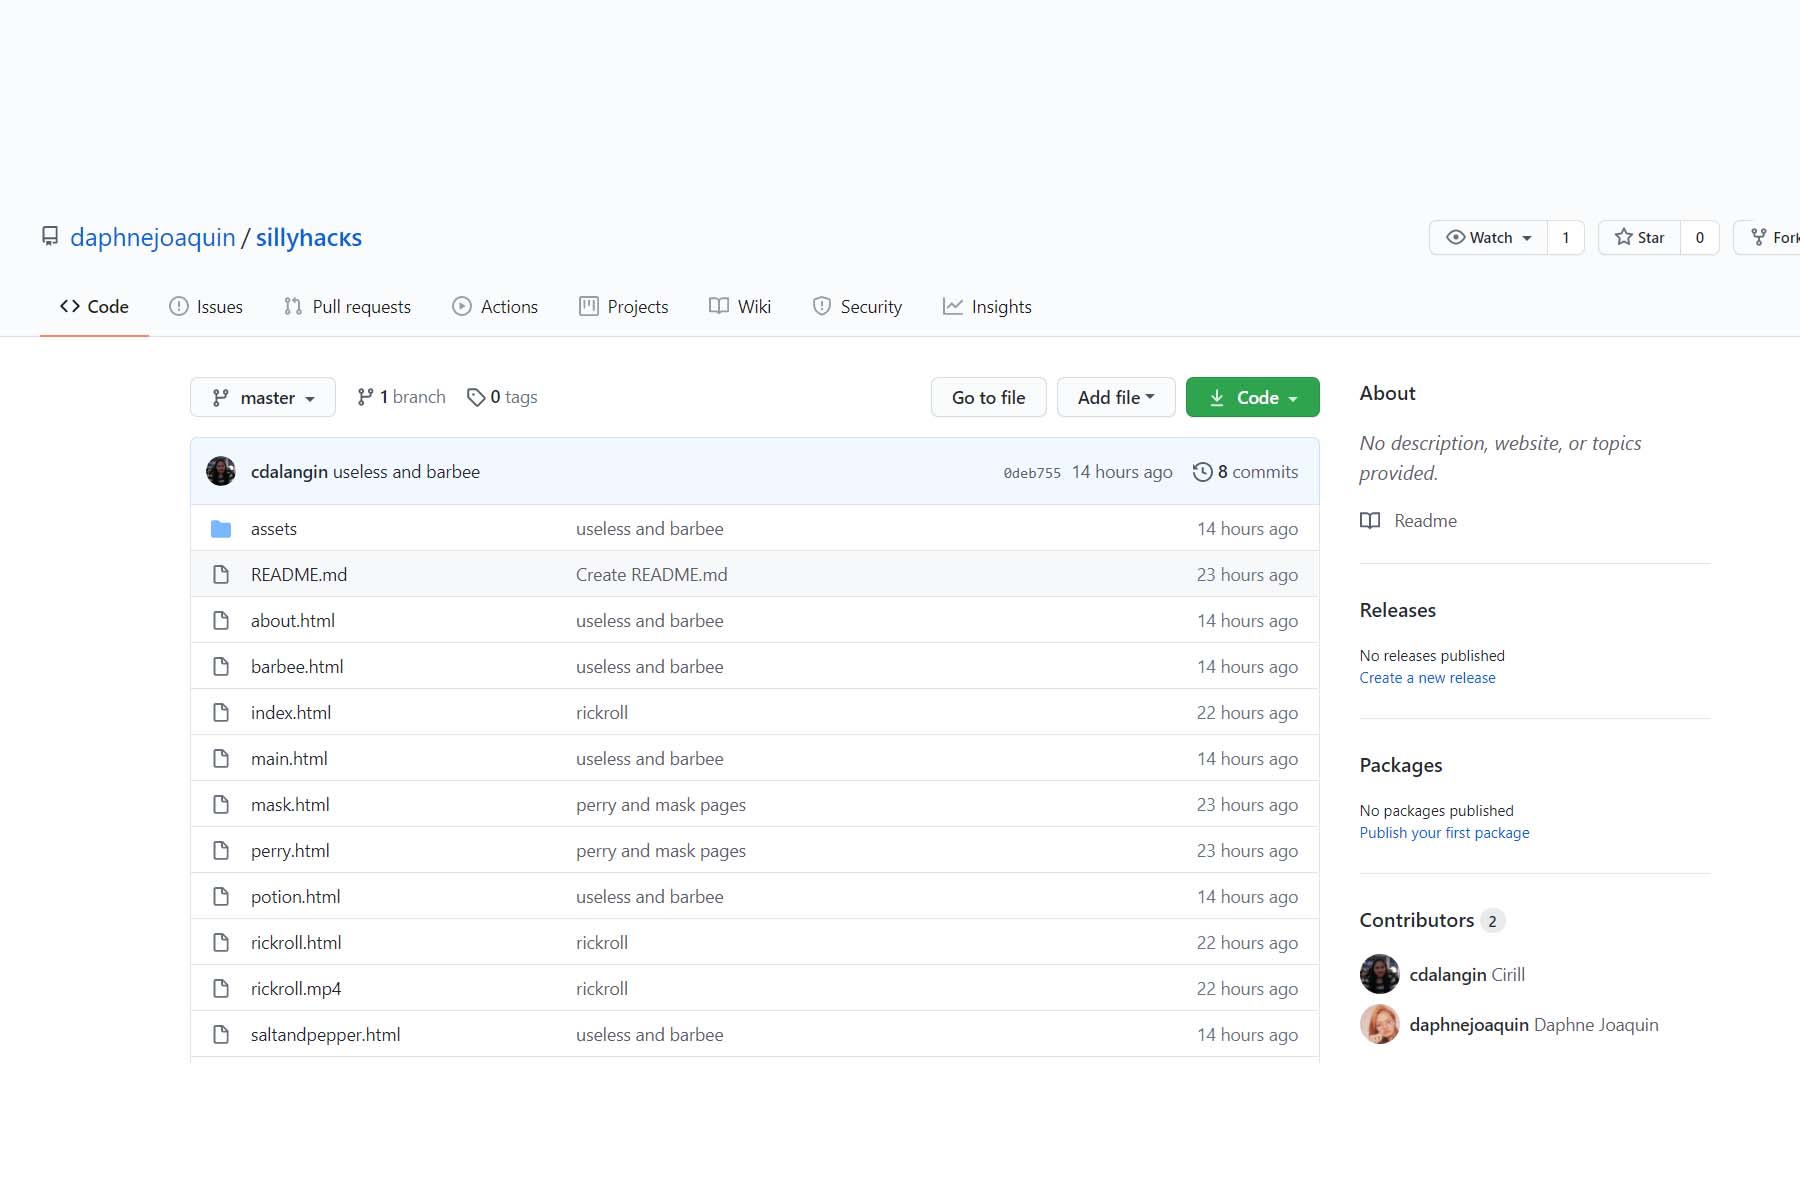 daphnejoaquin / sillyhacks
Watch 1 Star 0 Fork
Code Issues Pull requests Actions Projects Wiki Security Insights
master 1 branch 0 tags Go to file Add file Code
cdalangin useless and barbee 0deb755 14 hours ago 8 commits
assets useless and barbee 14 hours ago
README.md Create README.md 23 hours ago
about.html useless and barbee 14 hours ago
barbee.html useless and barbee 14 hours ago
index.html rickroll 22 hours ago
main.html useless and barbee 14 hours ago
mask.html perry and mask pages 23 hours ago
perry.html perry and mask pages 23 hours ago
potion.html useless and barbee 14 hours ago
rickroll.html rickroll 22 hours ago
rickroll.mp4 rickroll 22 hours ago
saltandpepper.html useless and barbee 14 hours ago
About
No description, website, or topics
provided.
Readme
Releases
No releases published
Create a new release
Packages
No packages published
Publish your first package
Contributors 2
cdalangin Cirill
daphnejoaquin Daphne Joaquin